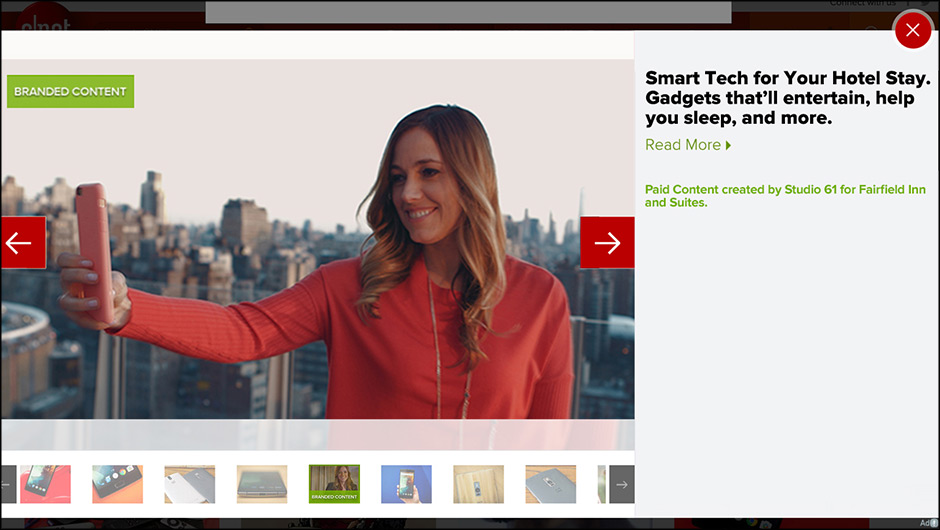 cnet
Connect with us
BRANDED CONTENT
Smart Tech for Your Hotel Stay.
Gadgets that’ll entertain, help
you sleep, and more.
Read More
Paid Content created by Studio 61 for Fairfield Inn
and Suites.
BRANDED CONTENT
Ad